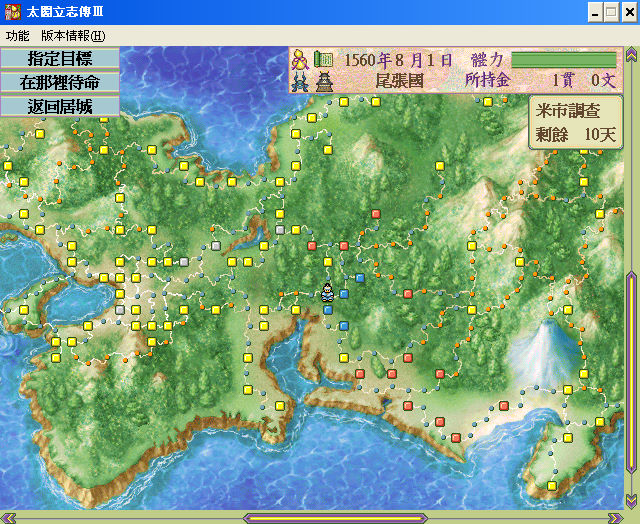 太閤立志傳III
功能 版本情報(H)
指定目標
在那裡待命
返回居城
1560年8月1日 體力
尾張國 所持金 1貫 0文
米市調查
剩餘 10天